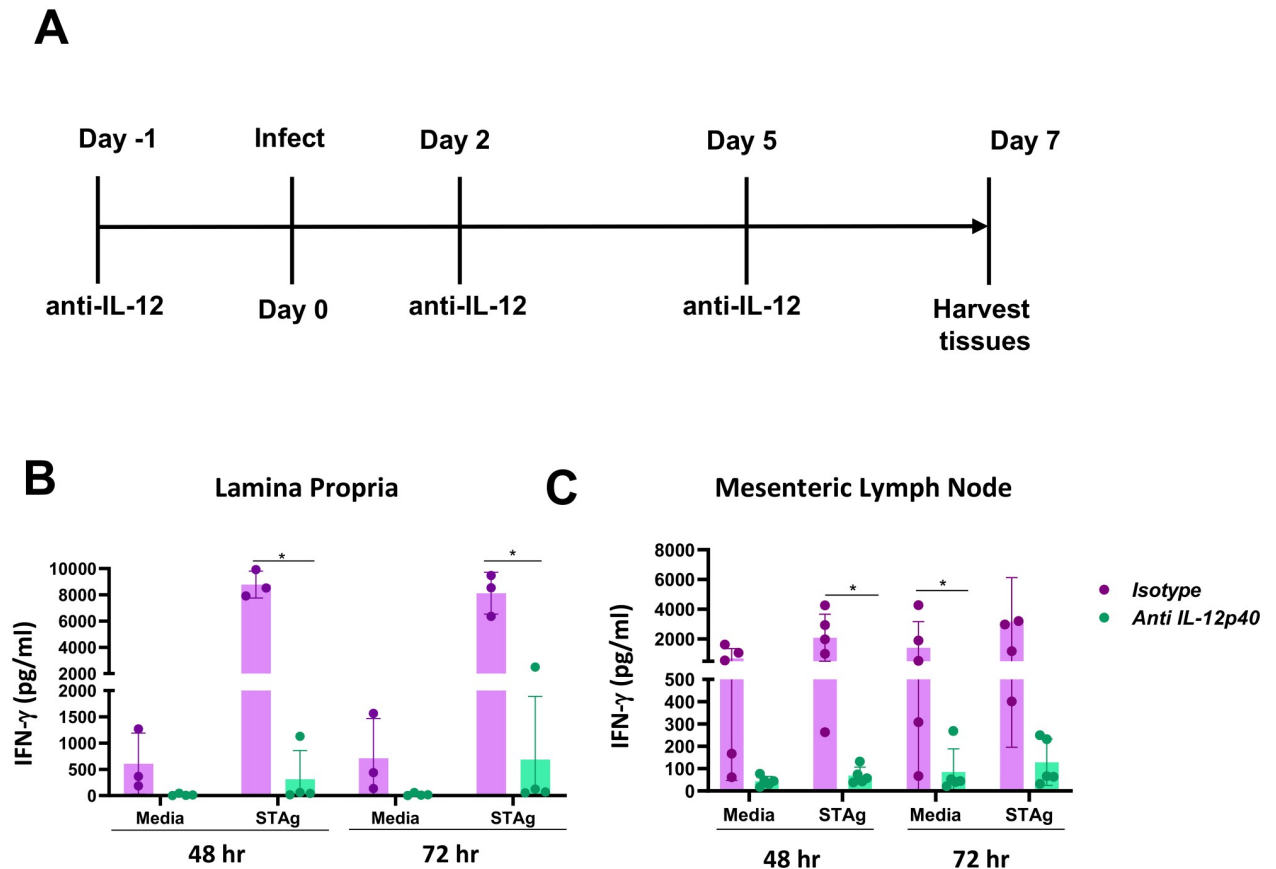 A
Day -1 Infect Day 2 Day 5 Day 7
anti-IL-12 Day 0 anti-IL-12 anti-IL-12 Harvest
tissues
B
Lamina Propria
IFN-γ (pg/ml)
10000
8000
6000
4000
2000
2000
1500
1000
500
0
* *
Media STAg Media STAg
48 hr 72 hr
C
Mesenteric Lymph Node
IFN-γ (pg/ml)
8000
6000
4000
2000
500
400
300
200
100
0
* *
Media STAg Media STAg
48 hr 72 hr
Isotype
Anti IL-12p40